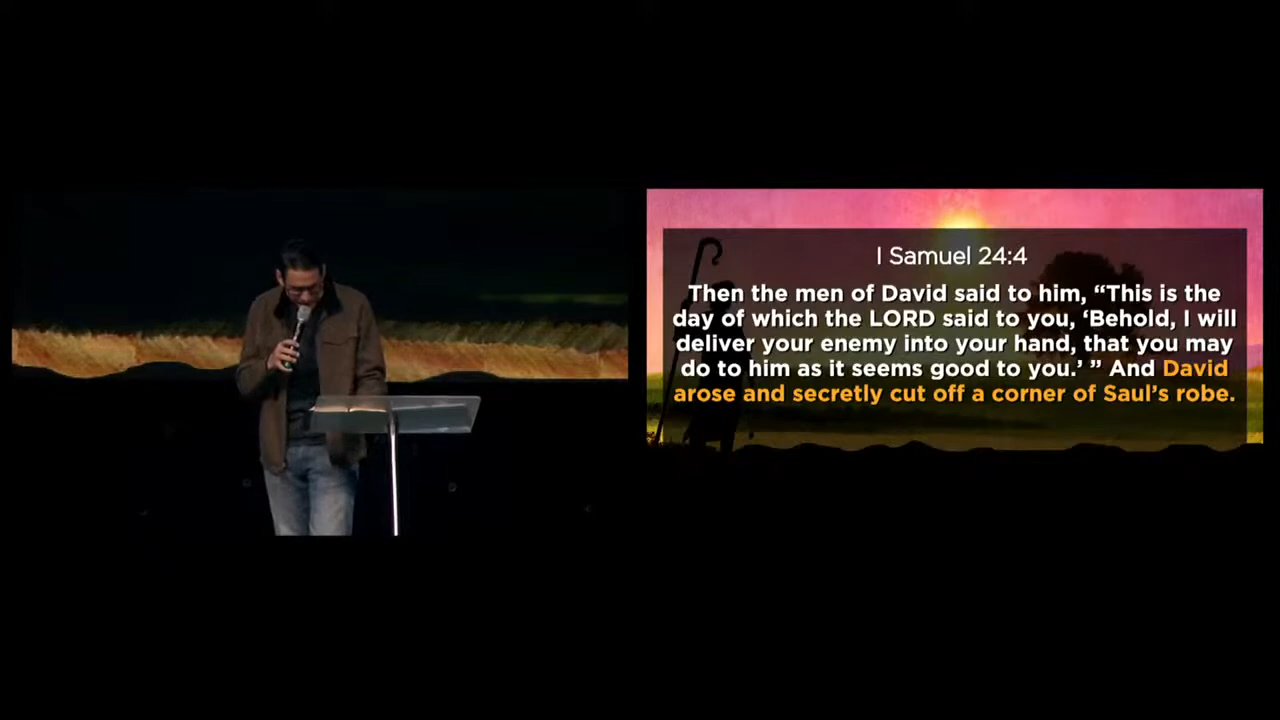 I Samuel 24:4
Then the men of David said to him, “This is the
day of which the LORD said to you, ‘Behold, I will
deliver your enemy into your hand, that you may
do to him as it seems good to you.’ ” And David
arose and secretly cut off a corner of Saul’s robe.